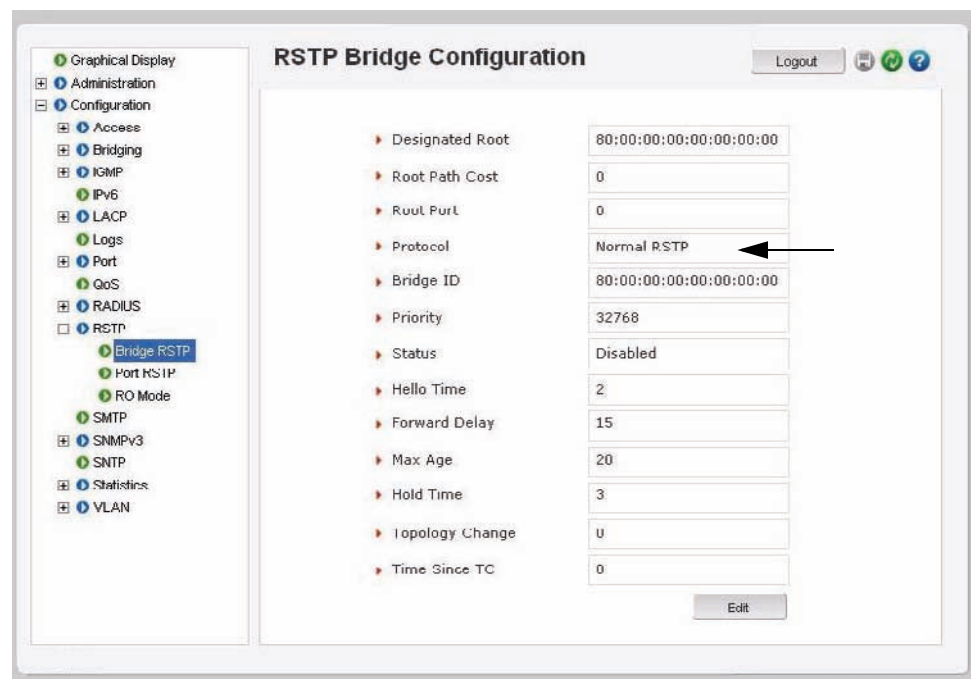 RSTP Bridge Configuration
Logout
Graphical Display
Administration
Configuration
Access
Bridging
IGMP
IPv6
LACP
Logs
Port
QoS
RADIUS
RSTP
Bridge RSTP
Port RSTP
RO Mode
SMTP
SNMPv3
SNTP
Statistics
VLAN
Designated Root 80:00:00:00:00:00:00:00
Root Path Cost 0
Root Port 0
Protocol Normal RSTP
Bridge ID 80:00:00:00:00:00:00:00
Priority 32768
Status Disabled
Hello Time 2
Forward Delay 15
Max Age 20
Hold Time 3
Topology Change 0
Time Since TC 0
Edit